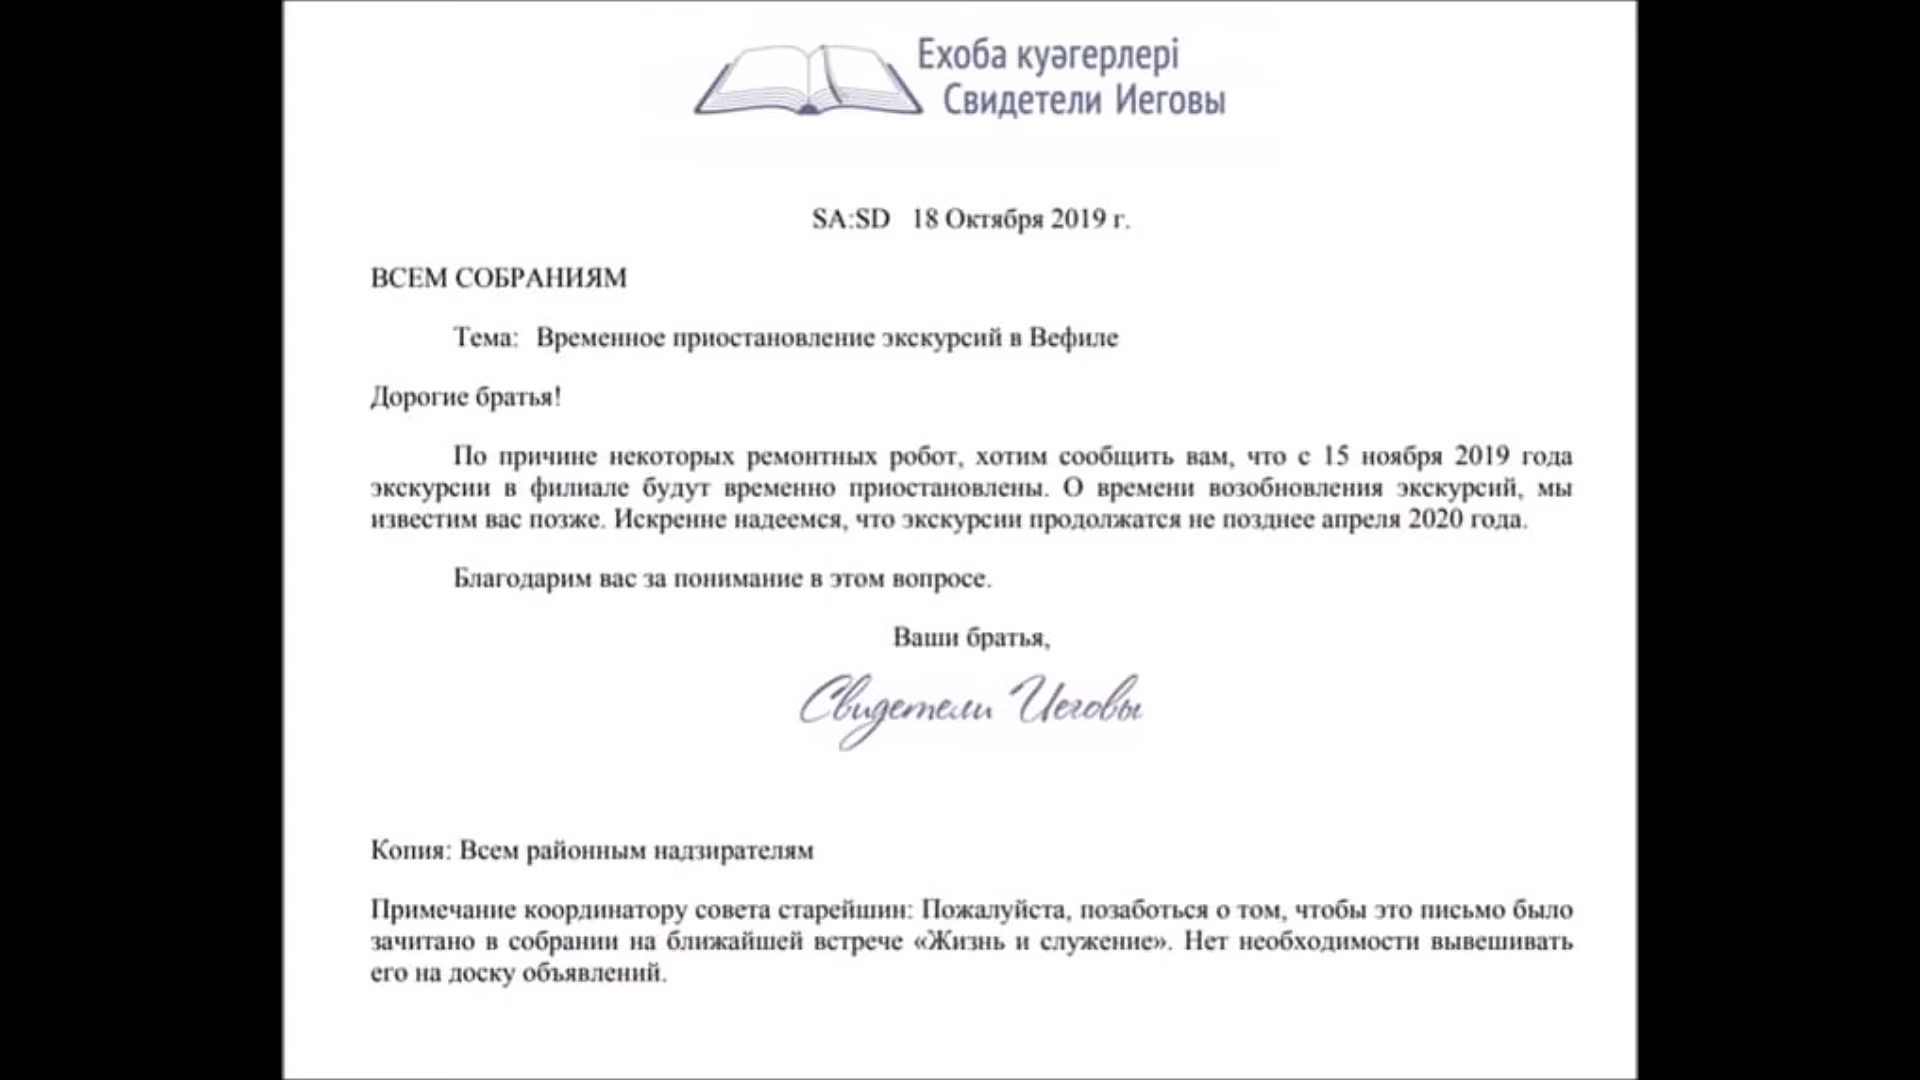 Ехоба куәгерлері
Свидетели Иеговы
SA:SD 18 Октября 2019 г.
ВСЕМ СОБРАНИЯМ
Тема: Временное приостановление экскурсий в Вефиле
Дорогие братья!
По причине некоторых ремонтных робот, хотим сообщить вам, что с 15 ноября 2019 года
экскурсии в филиале будут временно приостановлены. О времени возобновления экскурсий, мы
известим вас позже. Искренне надеемся, что экскурсии продолжатся не позднее апреля 2020 года.
Благодарим вас за понимание в этом вопросе.
Ваши братья,
Свидетели Иеговы
Копия: Всем районным надзирателям
Примечание координатору совета старейшин: Пожалуйста, позаботься о том, чтобы это письмо было
зачитано в собрании на ближайшей встрече «Жизнь и служение». Нет необходимости вывешивать
его на доску объявлений.